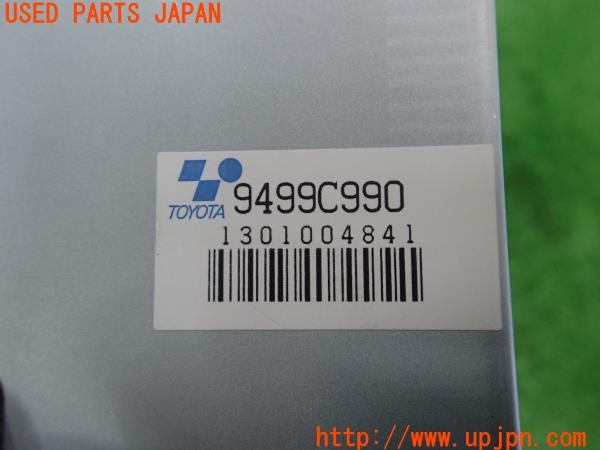 USED PARTS JAPAN
TOYOTA 9499C990
1301004841
http://www.upjpn.com